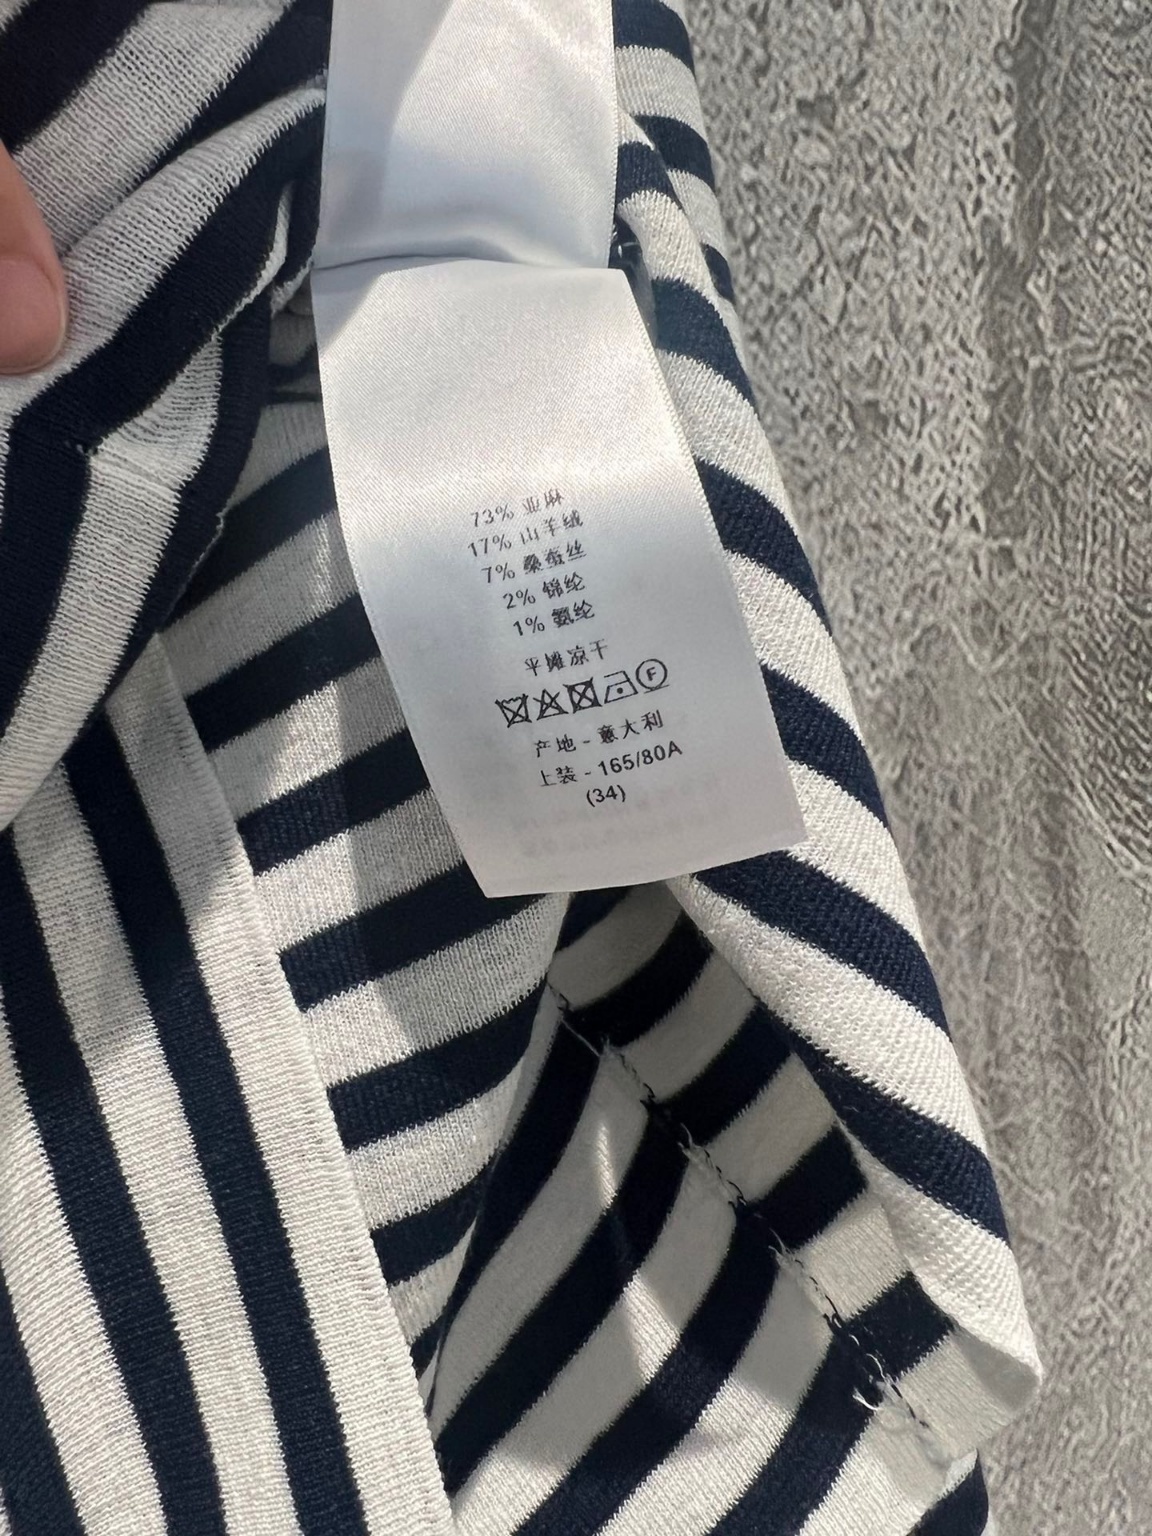 73% 亚麻
17% 山羊绒
7% 桑蚕丝
2% 锦纶
1% 氨纶
平摊凉干
F
产地 - 意大利
上装 - 165/80A
(34)